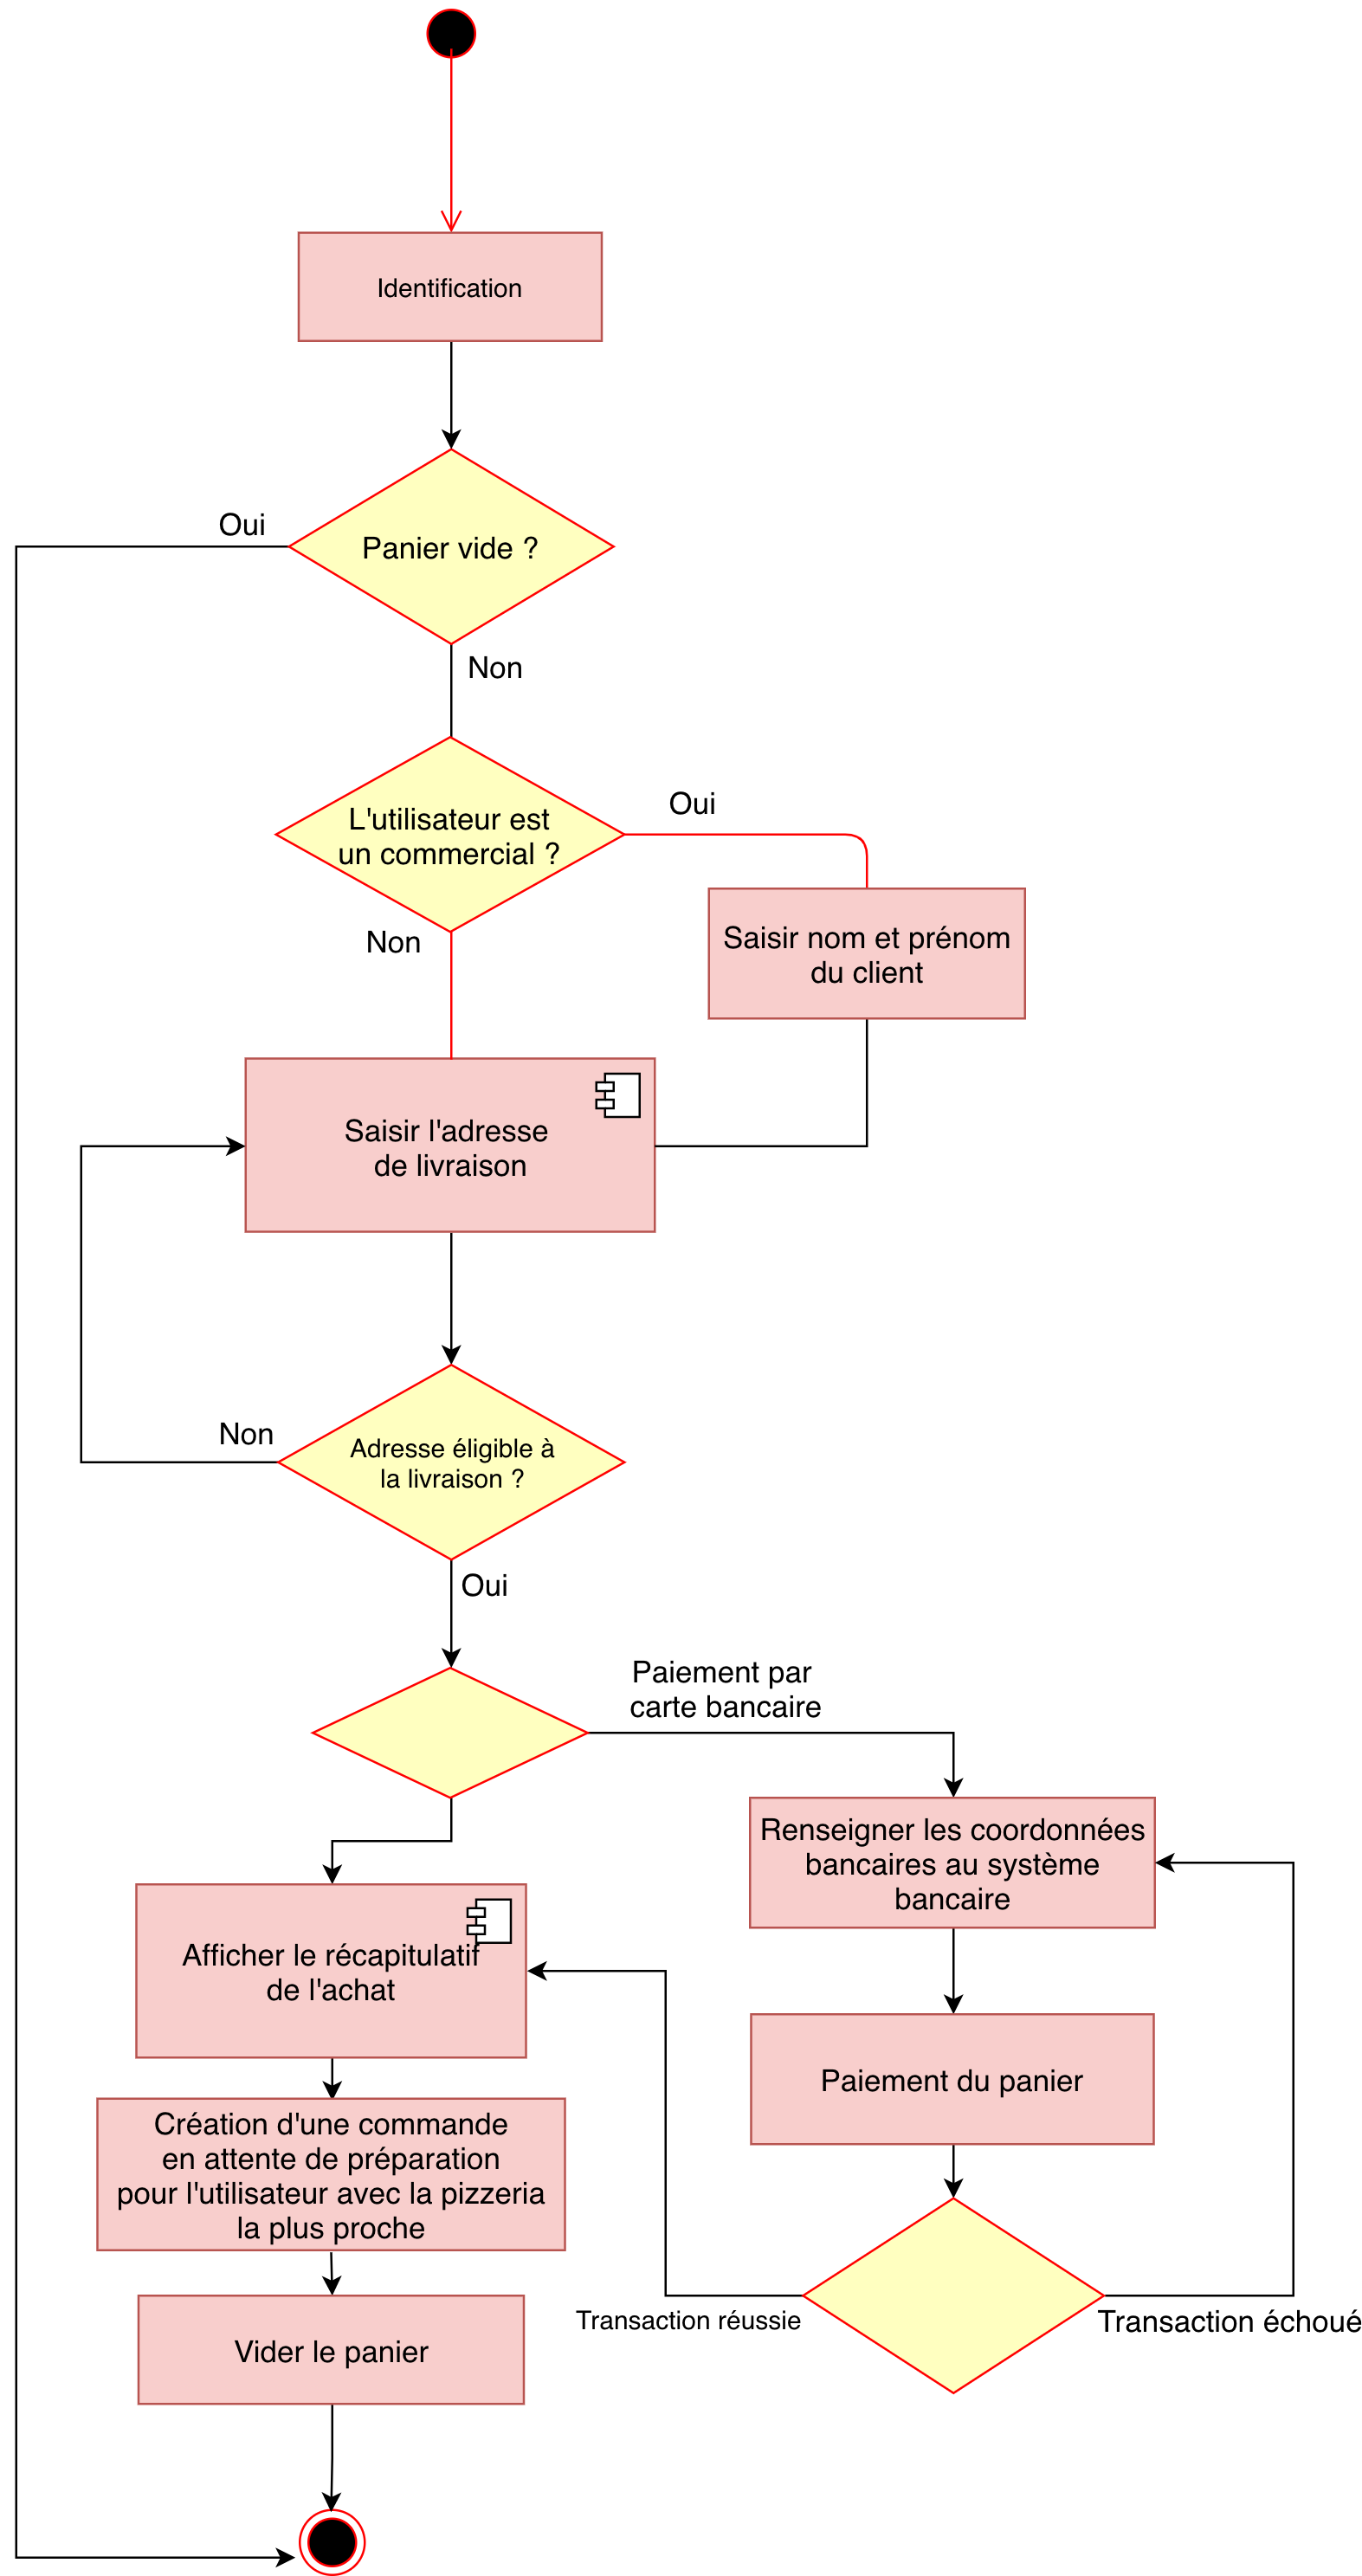 Identification
Oui
Panier vide ?
Non
L'utilisateur est
un commercial ?
Oui
Non
Saisir nom et prénom
du client
Saisir l'adresse
de livraison
Non
Adresse éligible à
la livraison ?
Oui
Paiement par
carte bancaire
Renseigner les coordonnées
bancaires au système
bancaire
Afficher le récapitulatif
de l'achat
Paiement du panier
Création d'une commande
en attente de préparation
pour l'utilisateur avec la pizzeria
la plus proche
Transaction réussie
Transaction échoué
Vider le panier